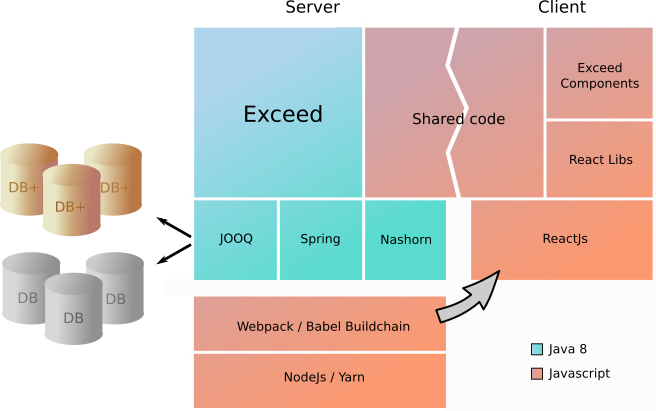 Server
Client
Exceed
Shared code
Exceed
Components
React Libs
DB+
DB+
DB+
JOOQ
Spring
Nashorn
ReactJs
DB
DB
DB
Webpack / Babel Buildchain
NodeJs / Yarn
Java 8
Javascript